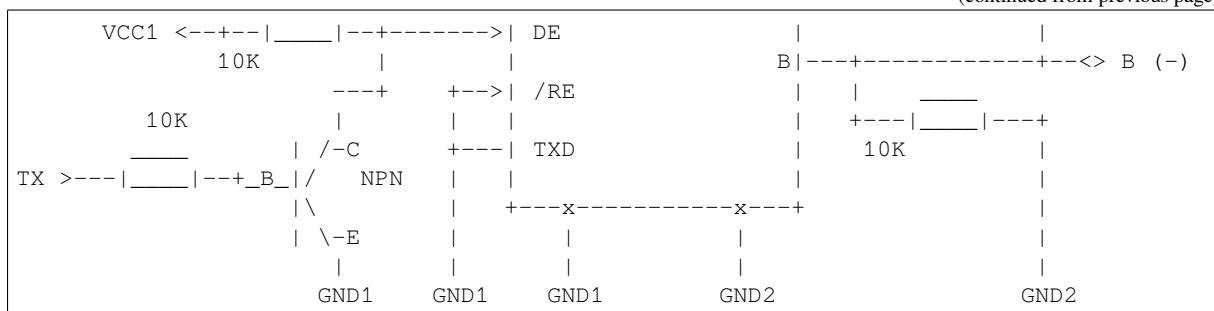 (continued from previous page)
VCC1 <--+--|____|--+------->| DE | |
10K | | B|---+------------+--<> B (-)
---+ +-->| /RE | | ____
10K | | | | +---|____|---+
____ | /-C +---| TXD | 10K |
TX >---|____|--+_B_|/ NPN | | | |
|\ | +---x-----------x---+ |
| \-E | | | |
| | | | |
GND1 GND1 GND1 GND2 GND2